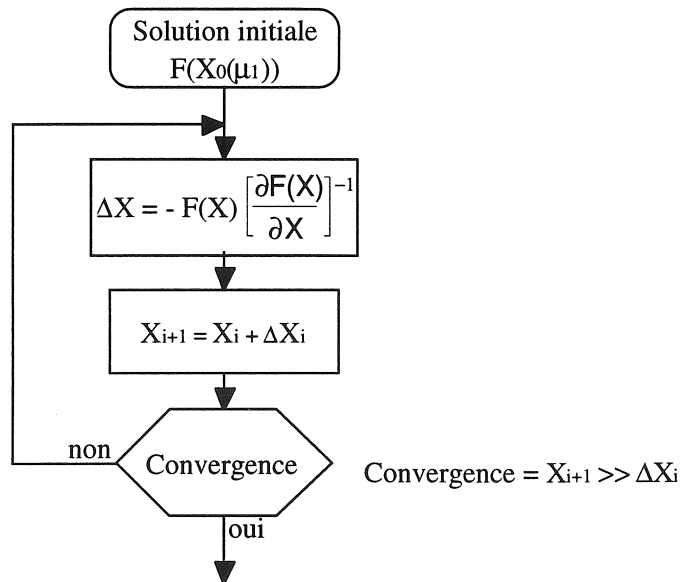 Solution initiale
F(X₀(μ₁))
ΔX = - F(X) [∂F(X)/∂X]⁻¹
Xᵢ₊₁ = Xᵢ + ΔXᵢ
non
Convergence
Convergence = Xᵢ₊₁ >> ΔXᵢ
oui